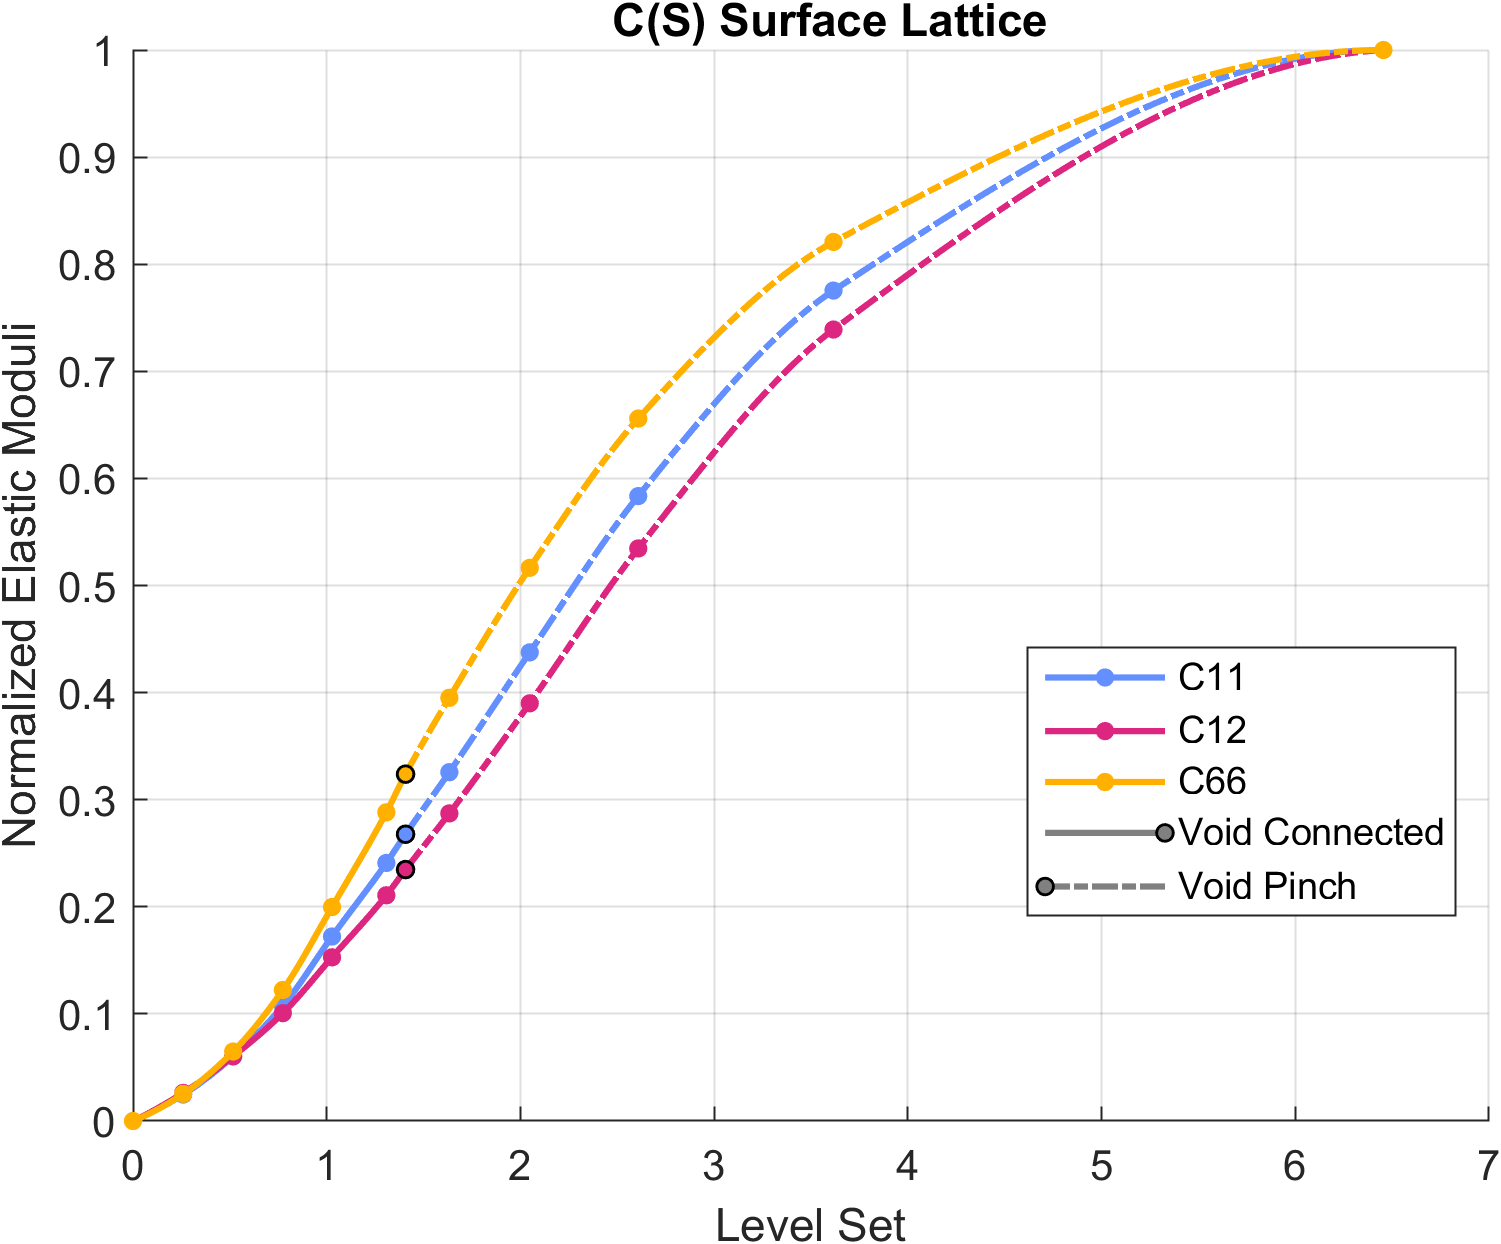 C(S) Surface Lattice
Normalized Elastic Moduli
1
0.9
0.8
0.7
0.6
0.5
0.4
0.3
0.2
0.1
0
0 1 2 3 4 5 6 7
Level Set
C11
C12
C66
Void Connected
Void Pinch